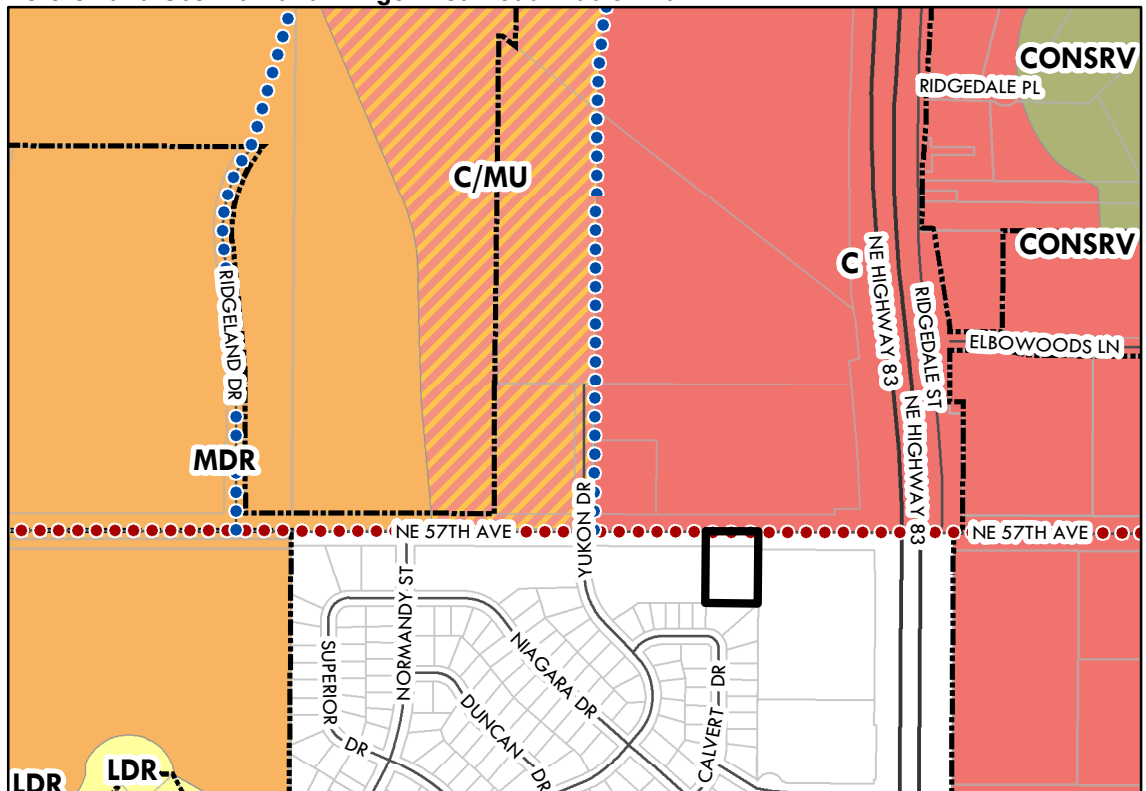 CONSRV
RIDGEDALE PL
C/MU
CONSRV
C
NE HIGHWAY 83
RIDGEDALE ST
RIDGELAND DR
ELBOWOODS LN
NE HIGHWAY 83
MDR
YUKON DR
NE 57TH AVE
NE 57TH AVE
NORMANDY ST
SUPERIOR
DR
NIAGARA DR
DUNCAN
DR
CALVERT DR
LDR
LDR